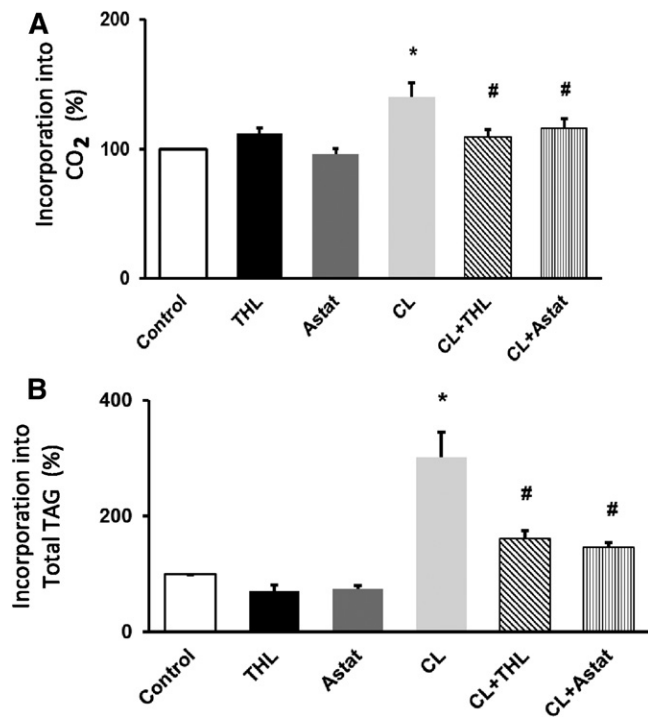 A
Incorporation into
CO2 (%)
200
100
0
*
#
#
Control
THL
Astat
CL
CL+THL
CL+Astat
B
Incorporation into
Total TAG (%)
400
200
0
*
#
#
Control
THL
Astat
CL
CL+THL
CL+Astat